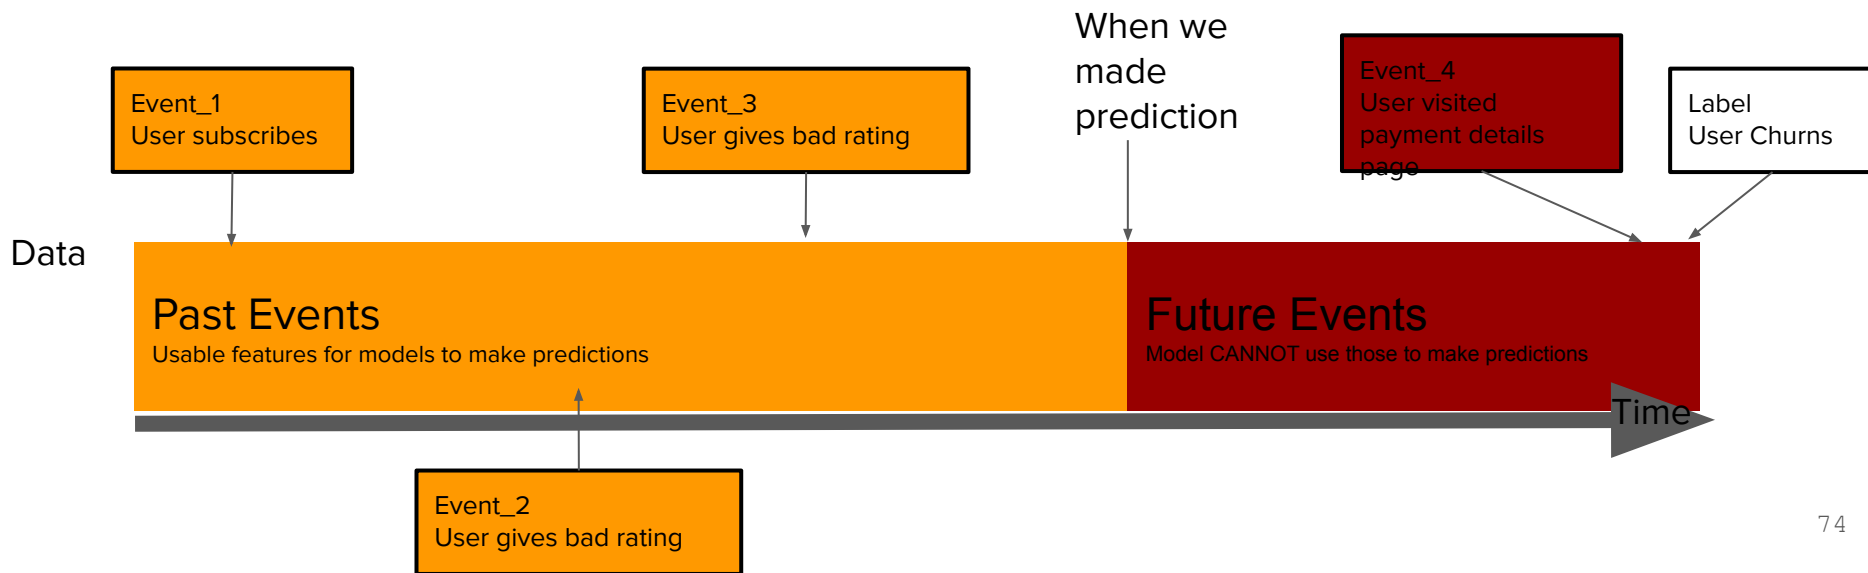 When we
made
prediction
Event_1
User subscribes
Event_3
User gives bad rating
Event_4
User visited
payment details
page
Label
User Churns
Data
Past Events
Usable features for models to make predictions
Future Events
Model CANNOT use those to make predictions
Time
Event_2
User gives bad rating
74